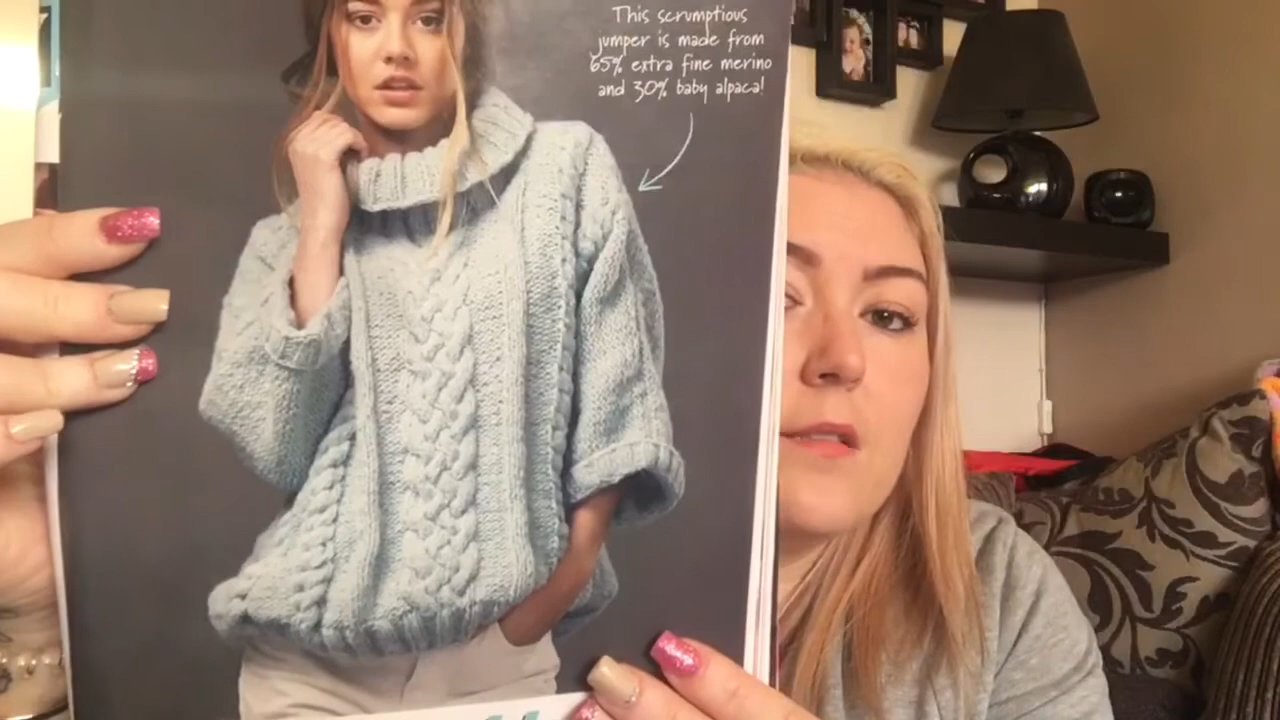 This scrumptious
jumper is made from
65% extra fine merino
and 30% baby alpaca!